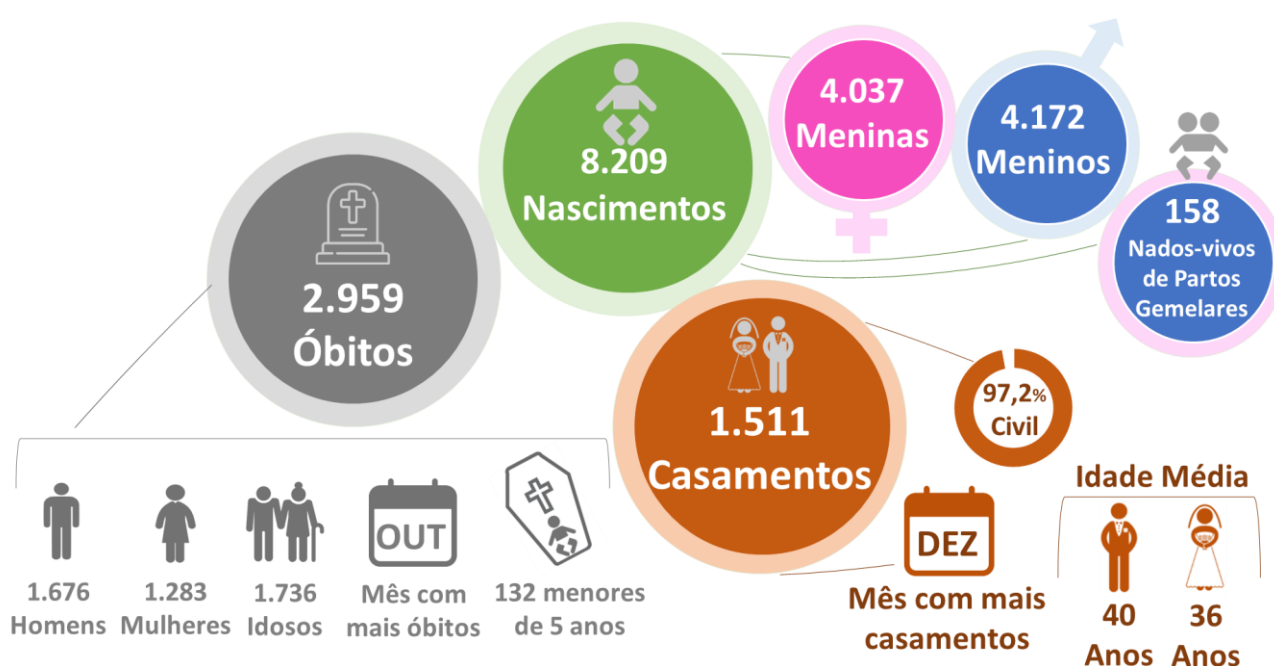 8.209
Nascimentos
4.037
Meninas
4.172
Meninos
158
Nados-vivos
de Partos
Gemelares
2.959
Óbitos
1.676
Homens
1.283
Mulheres
1.736
Idosos
OUT
Mês com
mais óbitos
132 menores
de 5 anos
1.511
Casamentos
97,2%
Civil
DEZ
Mês com mais
casamentos
Idade Média
40
Anos
36
Anos